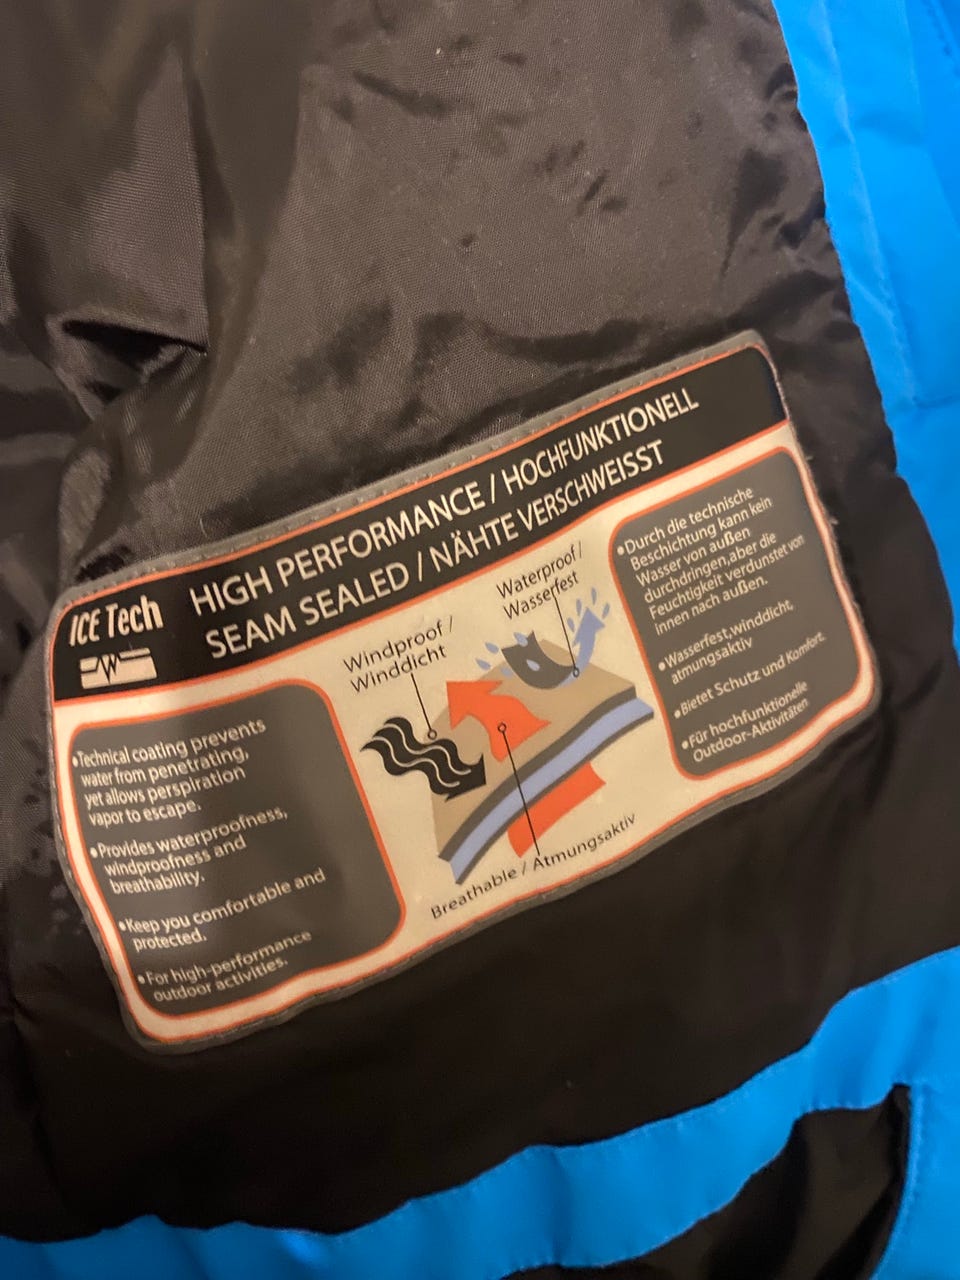 ICE Tech
HIGH PERFORMANCE / HOCHFUNKTIONELL
SEAM SEALED / NÄHTE VERSCHWEISST
•Technical coating prevents
water from penetrating,
yet allows perspiration
vapor to escape.
•Provides waterproofness,
windproofness and
breathability.
•Keep you comfortable and
protected.
•For high-performance
outdoor activities.
Windproof /
Winddicht
Waterproof /
Wasserfest
Breathable / Atmungsaktiv
•Durch die technische
Beschichtung kann kein
Wasser von außen
durchdringen,aber die
Feuchtigkeit verdunstet von
innen nach außen.
•Wasserfest,winddicht,
atmungsaktiv
•Bietet Schutz und Komfort.
•Für hochfunktionelle
Outdoor-Aktivitäten